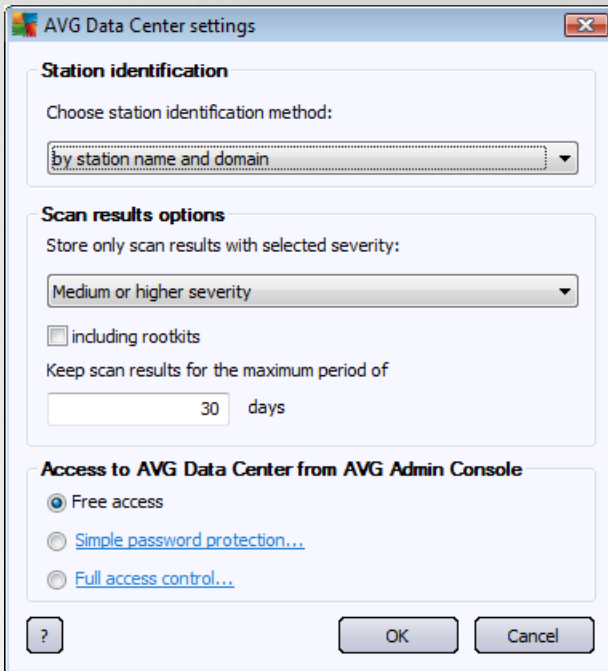 AVG Data Center settings
Station identification
Choose station identification method:
by station name and domain
Scan results options
Store only scan results with selected severity:
Medium or higher severity
including rootkits
Keep scan results for the maximum period of
30 days
Access to AVG Data Center from AVG Admin Console
Free access
Simple password protection...
Full access control...
? OK Cancel